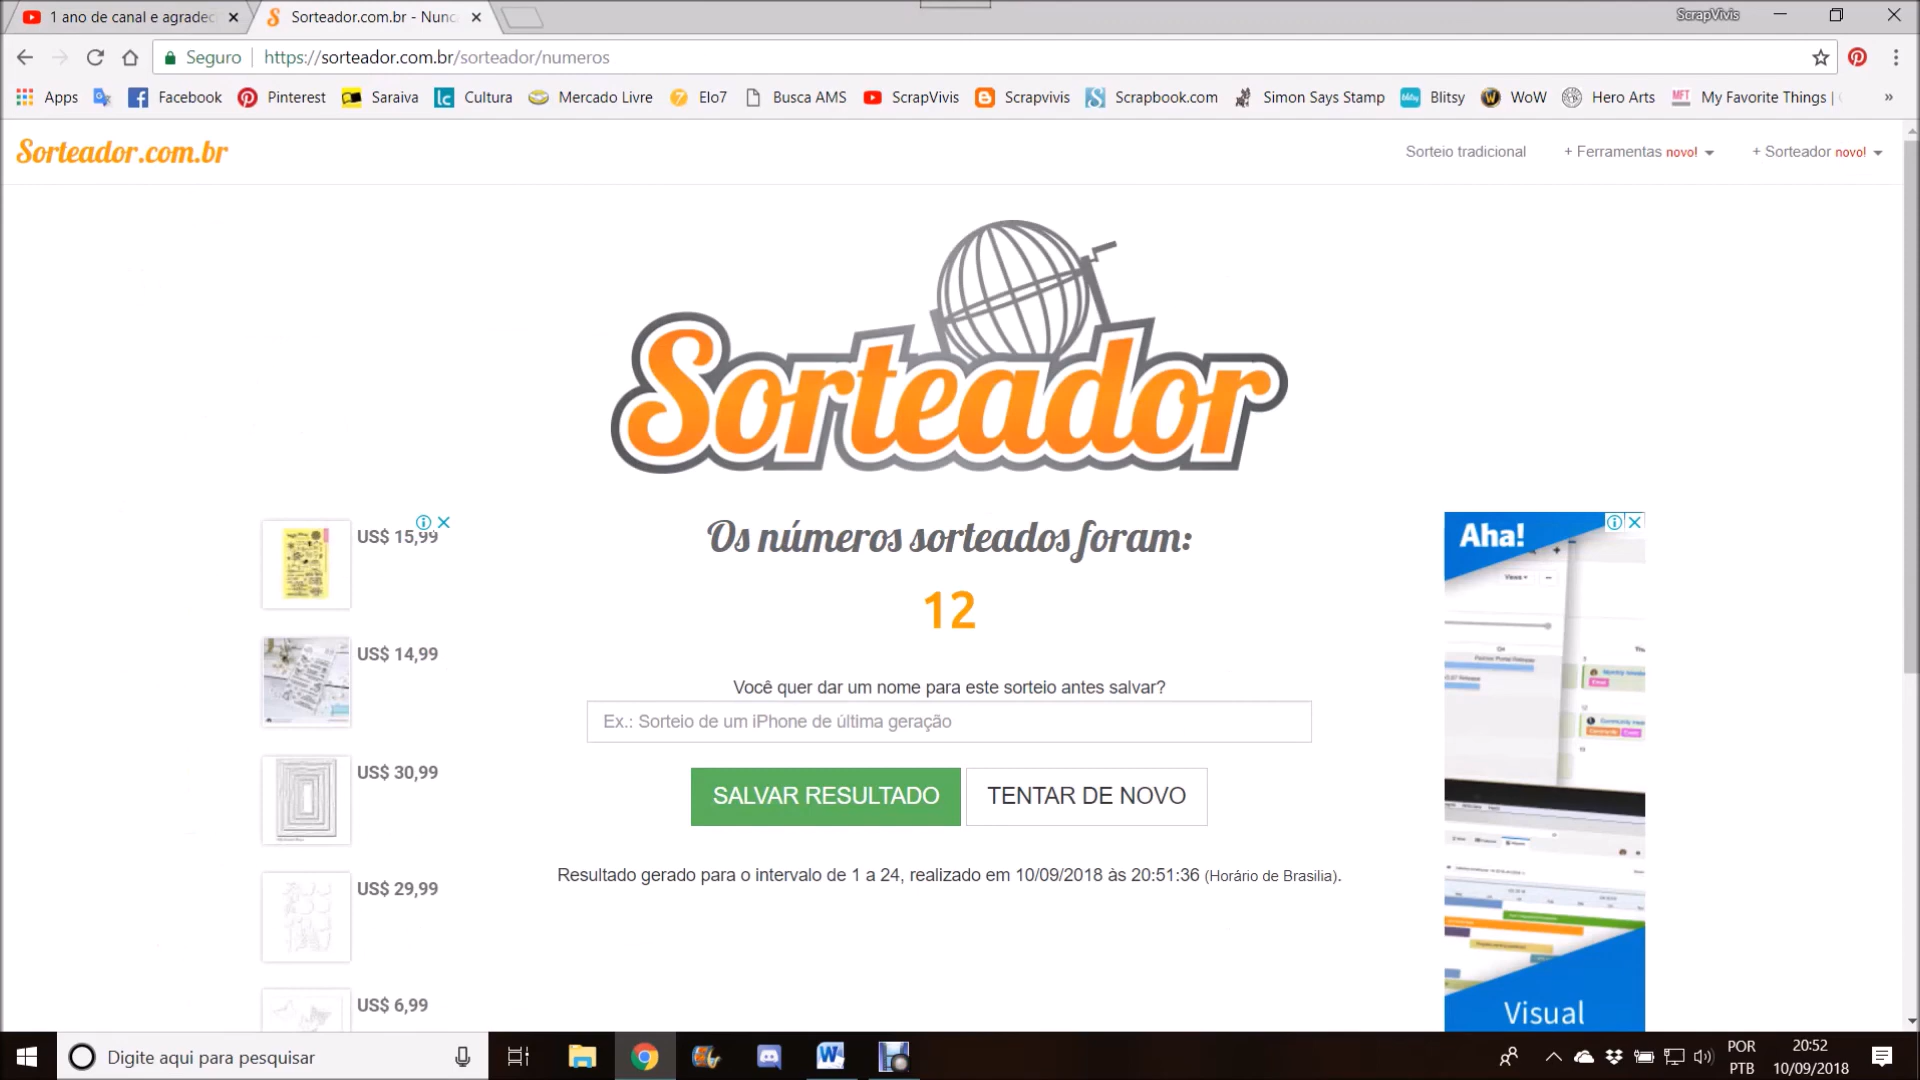 1 ano de canal e agradec
Sorteador.com.br - Nunc
ScrapVivis
Seguro
https://sorteador.com.br/sorteador/numeros
Apps Facebook Pinterest Saraiva Cultura Mercado Livre Elo7 Busca AMS ScrapVivis Scrapvivis Scrapbook.com Simon Says Stamp Blitsy WoW Hero Arts My Favorite Things | »
Sorteador.com.br
Sorteio tradicional + Ferramentas novo! + Sorteador novo!
Sorteador
Os números sorteados foram:
12
Você quer dar um nome para este sorteio antes salvar?
Ex.: Sorteio de um iPhone de última geração
SALVAR RESULTADO
TENTAR DE NOVO
Resultado gerado para o intervalo de 1 a 24, realizado em 10/09/2018 às 20:51:36 (Horário de Brasilia).
US$ 15,99
US$ 14,99
US$ 30,99
US$ 29,99
US$ 6,99
Aha!
Visual
Digite aqui para pesquisar
POR
PTB
20:52
10/09/2018